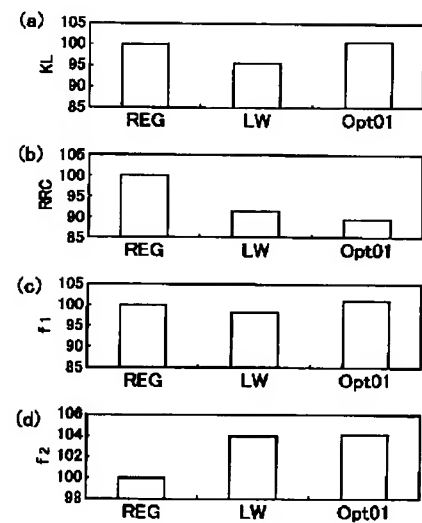 (a)
KL
105
100
95
90
85
REG LW Opt01
(b)
RRC
105
100
95
90
85
REG LW Opt01
(c)
f1
105
100
95
90
85
REG LW Opt01
(d)
f2
106
104
102
100
98
REG LW Opt01